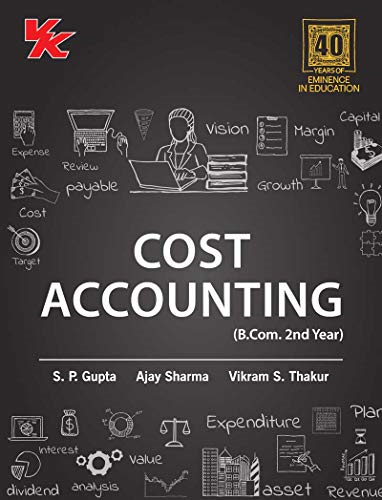 VK
40
YEARS OF
EMINENCE
IN EDUCATION
Capital
Vision
Margin
Expense
Review
payable
Growth
Cost
Target
COST
ACCOUNTING
(B.Com. 2nd Year)
S. P. Gupta Ajay Sharma Vikram S. Thakur
Plan
Expenditure
Interest
value
dividend
analysis
asset
Revenue